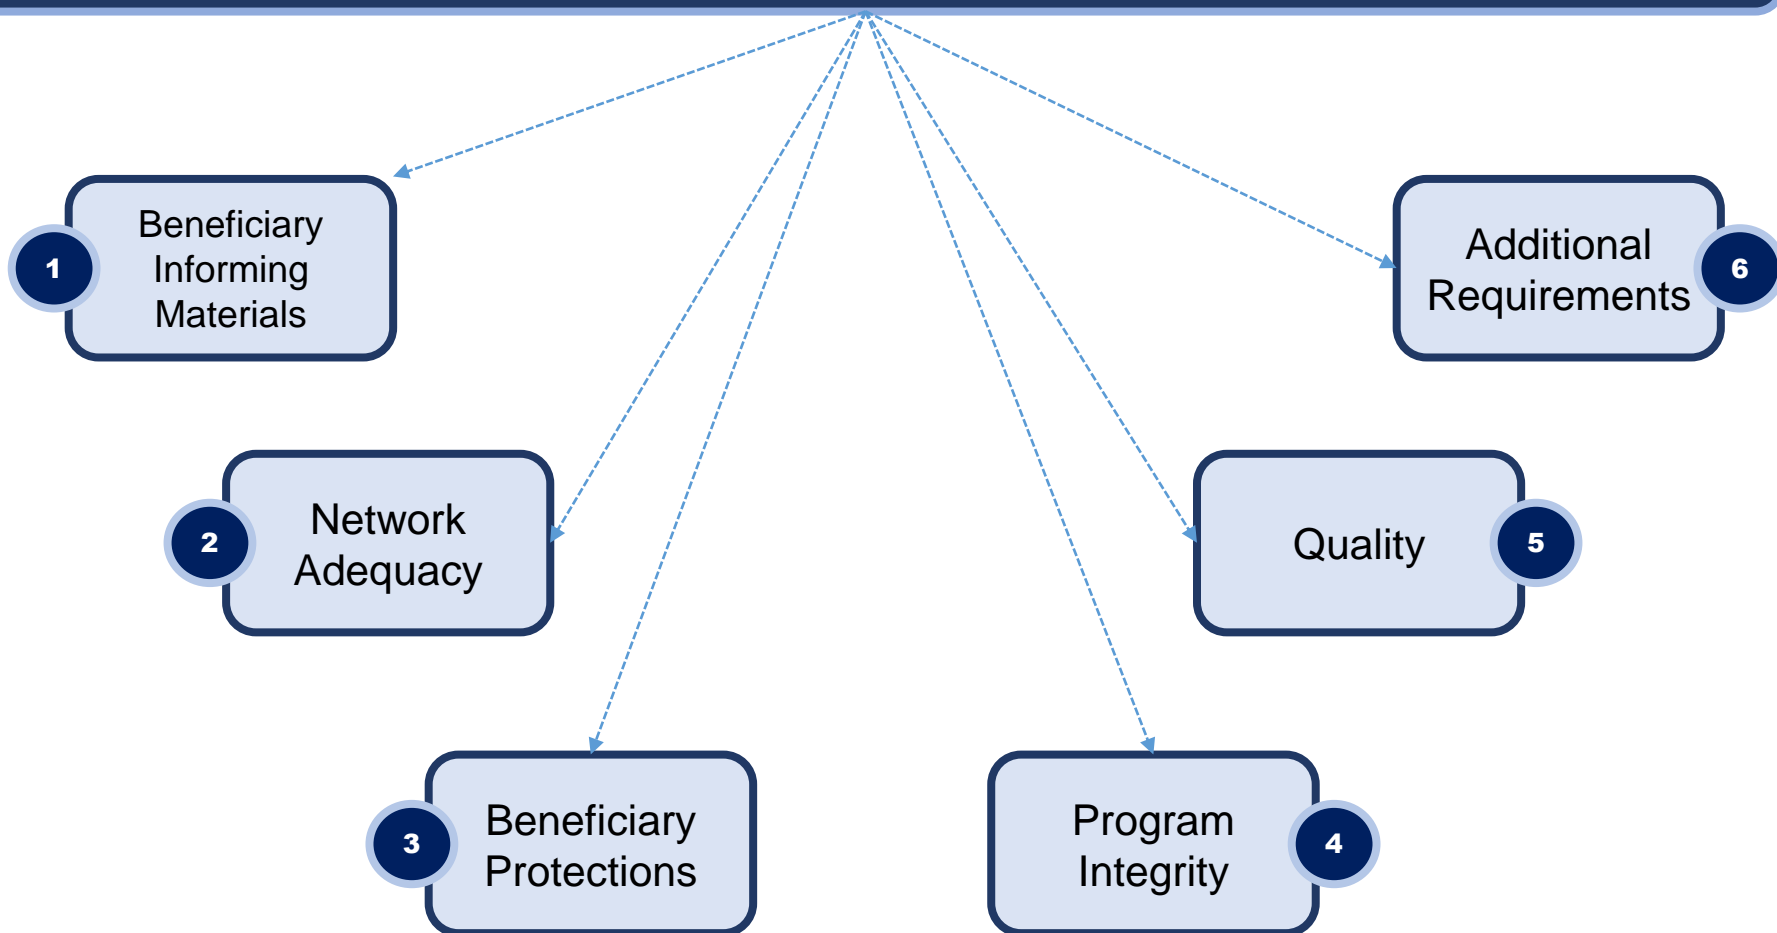 1
Beneficiary
Informing
Materials
2
Network
Adequacy
3
Beneficiary
Protections
Program
Integrity
4
Quality
5
Additional
Requirements
6